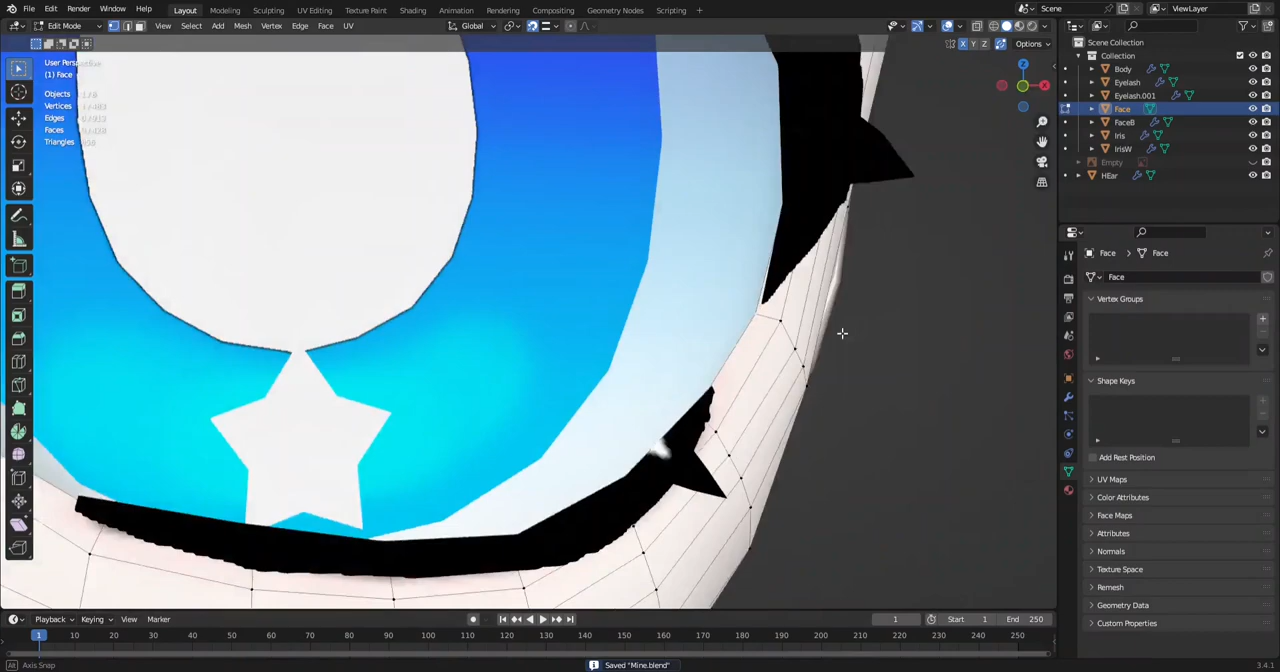 File Edit Render Window Help Layout Modeling Sculpting UV Editing Texture Paint Shading Animation Rendering Compositing Geometry Nodes Scripting Scene ViewLayer
Edit Mode View Select Add Mesh Vertex Edge Face UV Global
X Y Z Options
User Perspective
(1) Face
Objects 1/6
Vertices
Edges
Faces
Triangles
Z
X
Scene Collection
Collection
Body
Eyelash
Eyelash.001
Face
FaceB
Iris
IrisW
Empty
HEar
Face > Face
Face
Vertex Groups
Shape Keys
Add Rest Position
UV Maps
Color Attributes
Face Maps
Attributes
Normals
Texture Space
Remesh
Geometry Data
Custom Properties
Playback Keying View Marker 1 Start 1 End 250
1 10 20 30 40 50 60 70 80 90 100 110 120 130 140 150 160 170 180 190 200 210 220 230 240 250
Axis Snap Saved "Mine.blend" 3.4.1